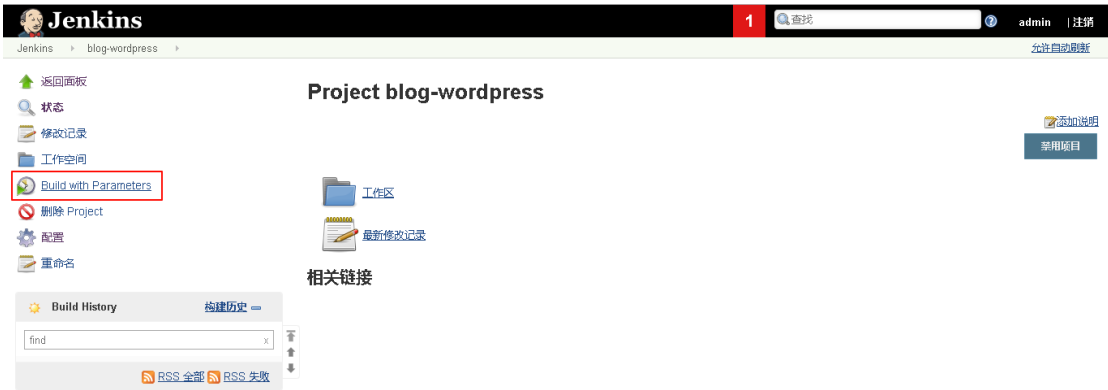 Jenkins
1
查找
admin
|注销
Jenkins
blog-wordpress
允许自动刷新
返回面板
状态
修改记录
工作空间
Build with Parameters
删除 Project
配置
重命名
Build History
构建历史
find
x
RSS 全部
RSS 失败
Project blog-wordpress
添加说明
禁用项目
工作区
最新修改记录
相关链接